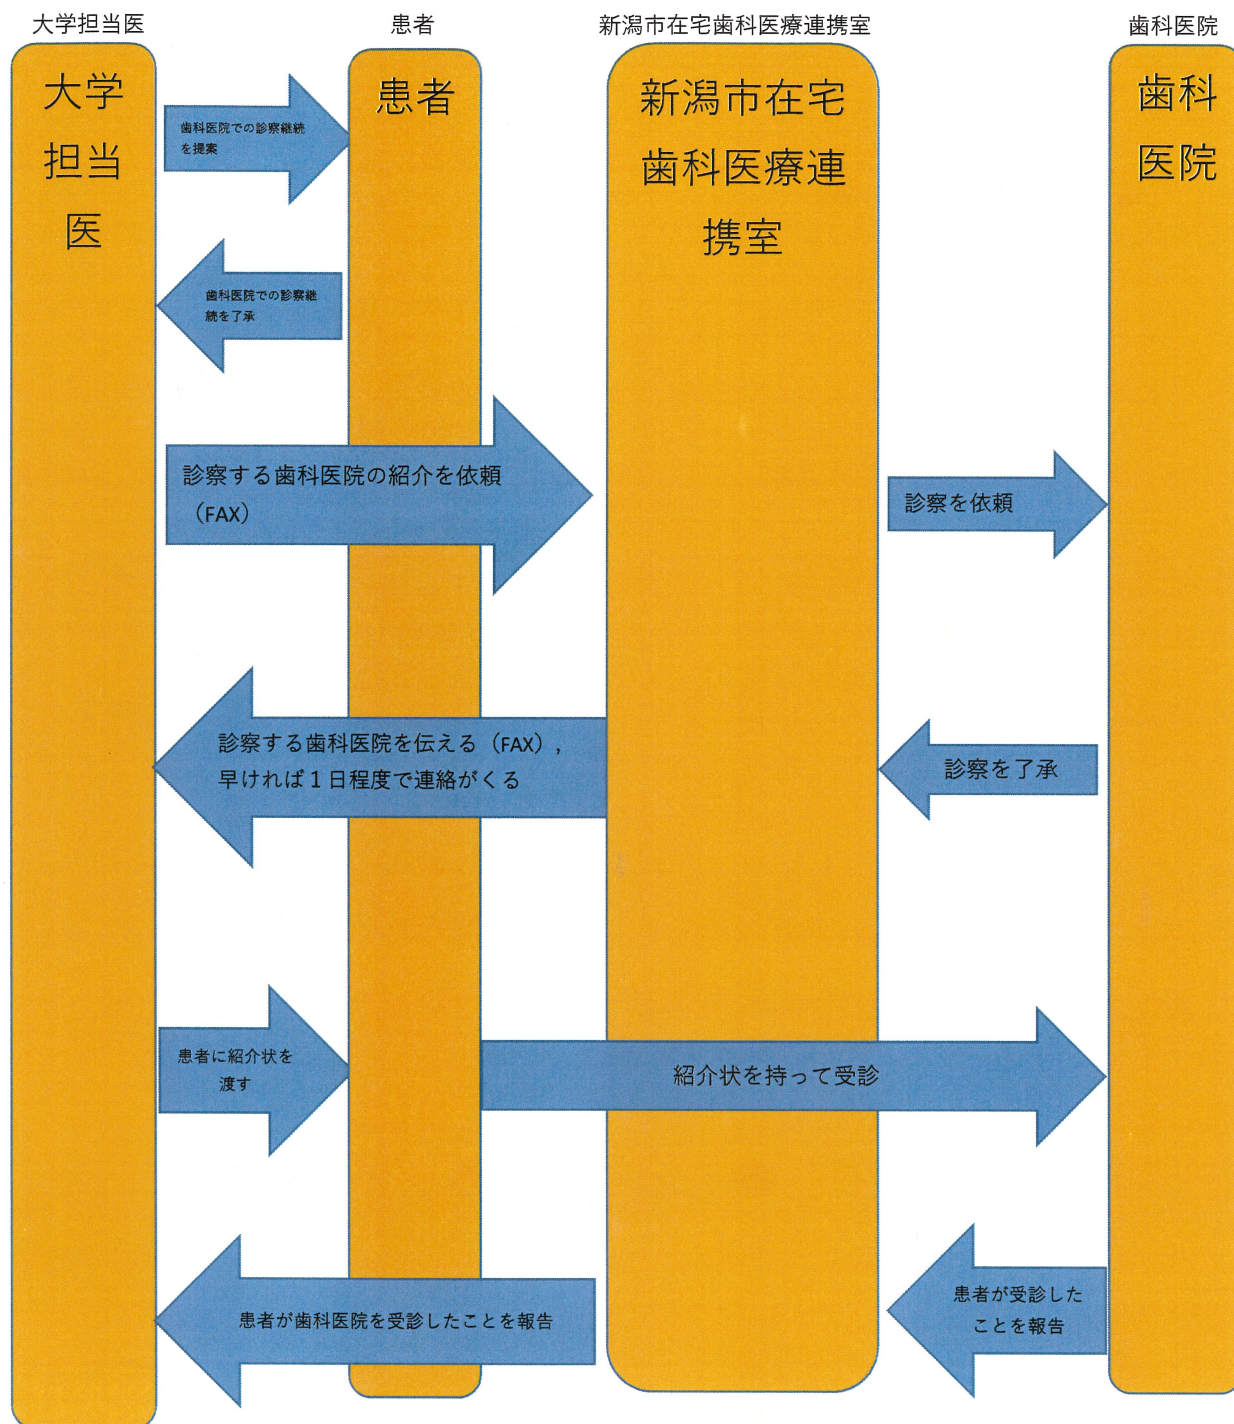 大学担当医
患者
新潟市在宅歯科医療連携室
歯科医院
大学
担当
医
患者
新潟市在宅
歯科医療連
携室
歯科
医院
歯科医院での診察継続
を提案
歯科医院での診察継
続を了承
診察する歯科医院の紹介を依頼
（FAX）
診察を依頼
診察する歯科医院を伝える（FAX）,
早ければ１日程度で連絡がくる
診察を了承
患者に紹介状を
渡す
紹介状を持って受診
患者が歯科医院を受診したことを報告
患者が受診した
ことを報告